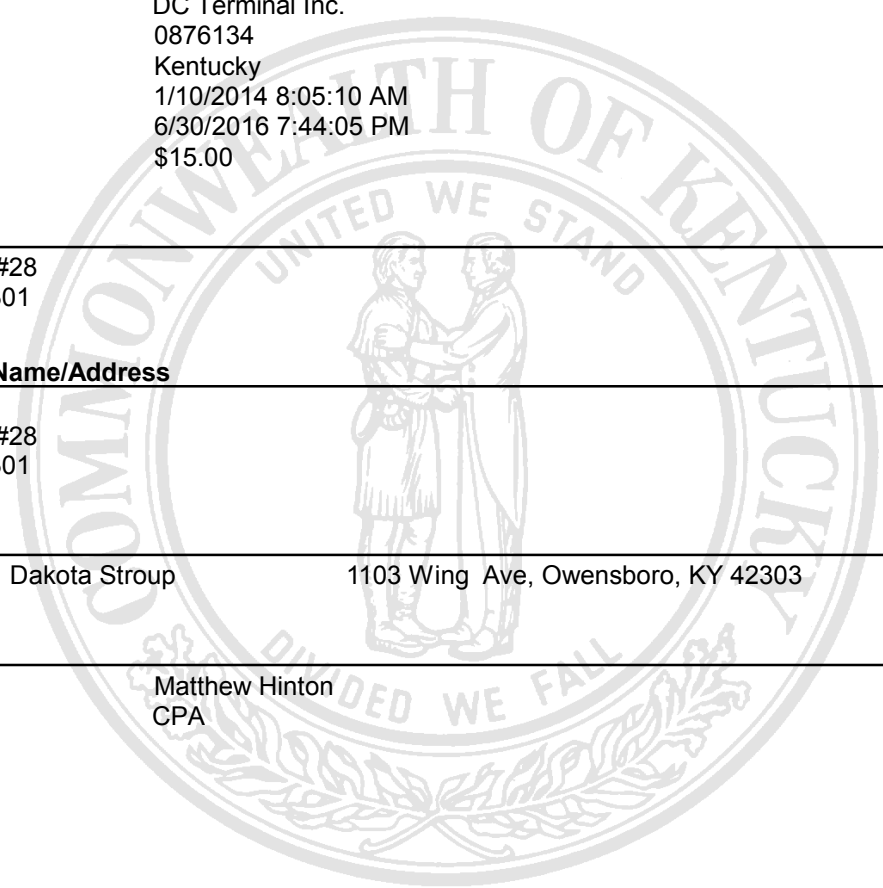 DC Terminal Inc.
0876134
Kentucky
1/10/2014 8:05:10 AM
6/30/2016 7:44:05 PM
$15.00
#28
Name/Address
#28
Dakota Stroup 1103 Wing Ave, Owensboro, KY 42303
Matthew Hinton
CPA
COMMONWEALTH OF KENTUCKY
UNITED WE STAND
DIVIDED WE FALL